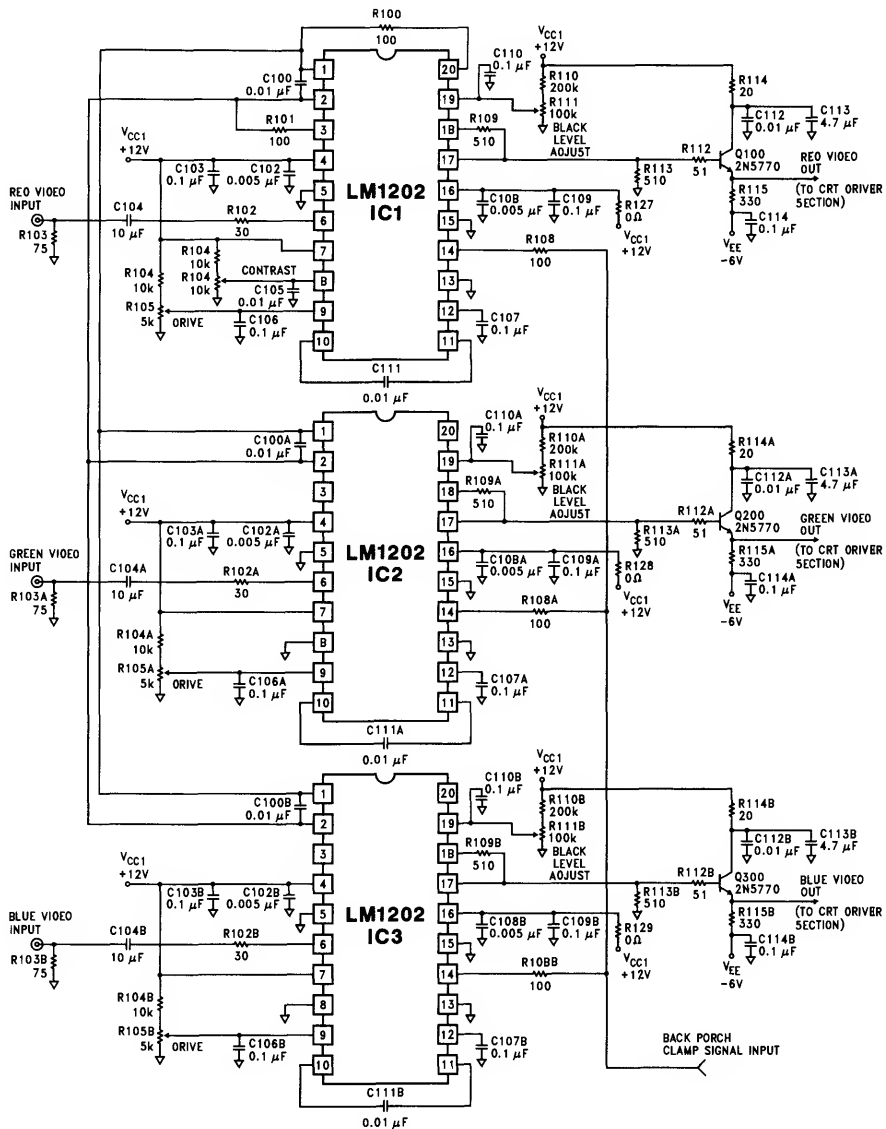 R100
100
1
20
C100
0.01 μF
2
19
C110
0.1 μF
VCC1
+12V
R110
200k
R111
100k
BLACK
LEVEL
ADJUST
R114
20
C112
0.01 μF
C113
4.7 μF
R101
100
3
1B
R109
510
VCC1
+12V
C103
0.1 μF
C102
0.005 μF
4
17
R113
510
R112
51
Q100
2N5770
REO VIDEO
OUT
(TO CRT ORIVER
SECTION)
LM1202
IC1
5
16
C10B
0.005 μF
C109
0.1 μF
R127
0Ω
VCC1
+12V
R115
330
C114
0.1 μF
VEE
-6V
REO VIDEO
INPUT
R103
75
C104
10 μF
R102
30
6
15
7
14
R108
100
R104
10k
R104
10k
R104
10k
CONTRAST
C105
0.01 μF
B
13
R105
5k
ORIVE
C106
0.1 μF
9
12
C107
0.1 μF
10
11
C111
0.01 μF
1
20
C100A
0.01 μF
2
19
C110A
0.1 μF
VCC1
+12V
R110A
200k
R111A
100k
BLACK
LEVEL
ADJUST
R114A
20
C112A
0.01 μF
C113A
4.7 μF
3
18
R109A
510
VCC1
+12V
C103A
0.1 μF
C102A
0.005 μF
4
17
R113A
510
R112A
51
Q200
2N5770
GREEN VIDEO
OUT
(TO CRT ORIVER
SECTION)
LM1202
IC2
5
16
C10BA
0.005 μF
C109A
0.1 μF
R128
0Ω
VCC1
+12V
R115A
330
C114A
0.1 μF
VEE
-6V
GREEN VIDEO
INPUT
R103A
75
C104A
10 μF
R102A
30
6
15
7
14
R108A
100
R104A
10k
B
13
R105A
5k
ORIVE
C106A
0.1 μF
9
12
C107A
0.1 μF
10
11
C111A
0.01 μF
1
20
C100B
0.01 μF
2
19
C110B
0.1 μF
VCC1
+12V
R110B
200k
R111B
100k
BLACK
LEVEL
ADJUST
R114B
20
C112B
0.01 μF
C113B
4.7 μF
3
1B
R109B
510
VCC1
+12V
C103B
0.1 μF
C102B
0.005 μF
4
17
R113B
510
R112B
51
Q300
2N5770
BLUE VIDEO
OUT
(TO CRT ORIVER
SECTION)
LM1202
IC3
5
16
C108B
0.005 μF
C109B
0.1 μF
R129
0Ω
VCC1
+12V
R115B
330
C114B
0.1 μF
VEE
-6V
BLUE VIDEO
INPUT
R103B
75
C104B
10 μF
R102B
30
6
15
7
14
R10BB
100
R104B
10k
8
13
R105B
5k
ORIVE
C106B
0.1 μF
9
12
C107B
0.1 μF
10
11
C111B
0.01 μF
BACK PORCH
CLAMP SIGNAL INPUT